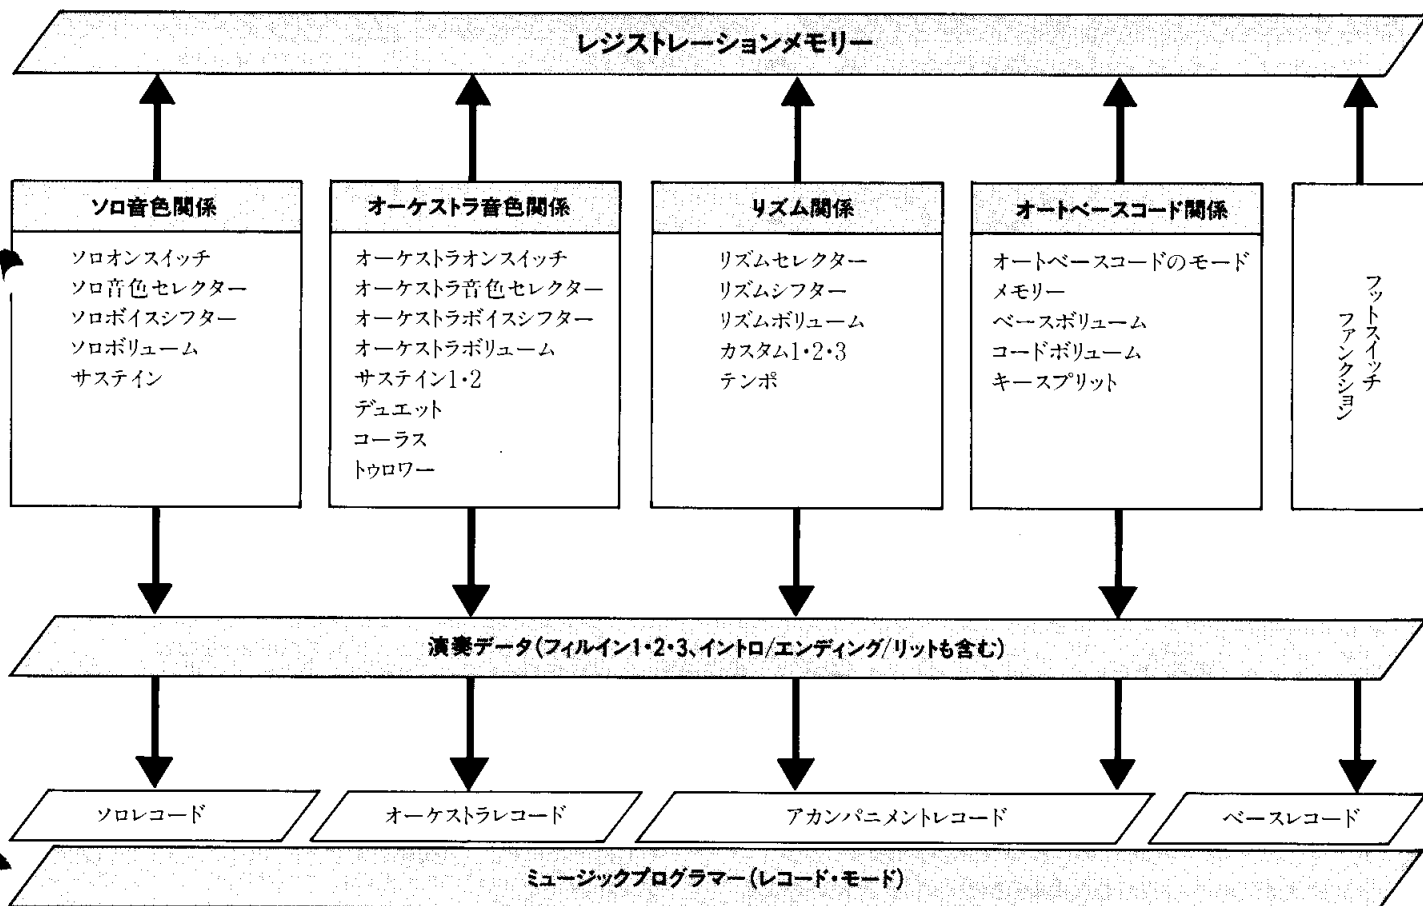 レジストレーションメモリー
ソロ音色関係
ソロオンスイッチ
ソロ音色セレクター
ソロボイスシフター
ソロボリューム
サステイン
オーケストラ音色関係
オーケストラオンスイッチ
オーケストラ音色セレクター
オーケストラボイスシフター
オーケストラボリューム
サステイン1・2
デュエット
コーラス
トゥロワー
リズム関係
リズムセレクター
リズムシフター
リズムボリューム
カスタム1・2・3
テンポ
オートベースコード関係
オートベースコードのモード
メモリー
ベースボリューム
コードボリューム
キースプリット
フットスイッチ
ファンクション
演奏データ(フィルイン1・2・3、イントロ/エンディング/リットも含む)
ソロレコード
オーケストラレコード
アカンパニメントレコード
ベースレコード
ミュージックプログラマー(レコード・モード)